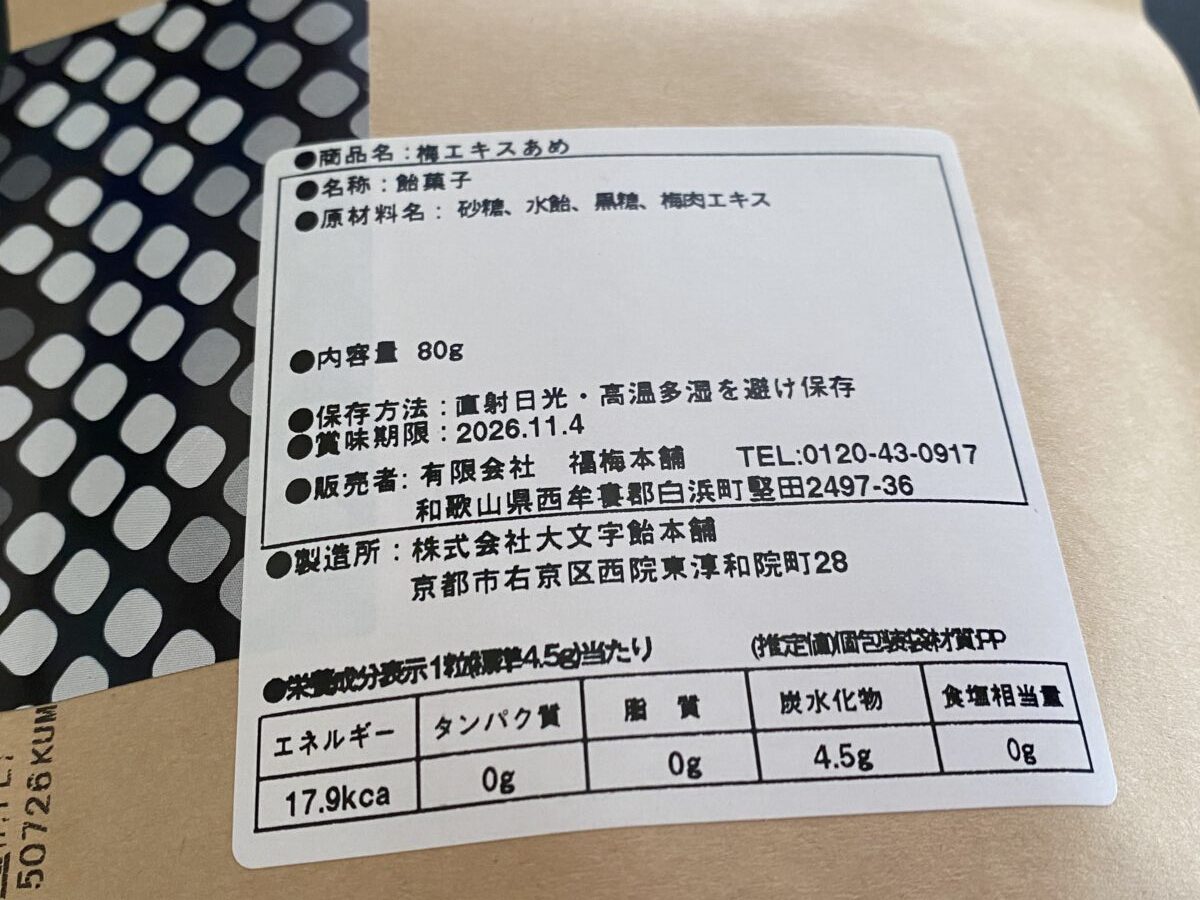 ●商品名：梅エキスあめ
●名称：飴菓子
●原材料名：砂糖、水飴、黒糖、梅肉エキス
●内容量 80g
●保存方法：直射日光・高温多湿を避け保存
●賞味期限：2026.11.4
●販売者：有限会社 福梅本舗 TEL:0120-43-0917
和歌山県西牟婁郡白浜町堅田2497-36
●製造所：株式会社大文字飴本舗
京都市右京区西院東淳和院町28
●栄養成分表示1粒(標準4.5g)当たり (推定値)個包装袋材質:PP
エネルギー タンパク質 脂質 炭水化物 食塩相当量
17.9kca 0g 0g 4.5g 0g
50726KUM